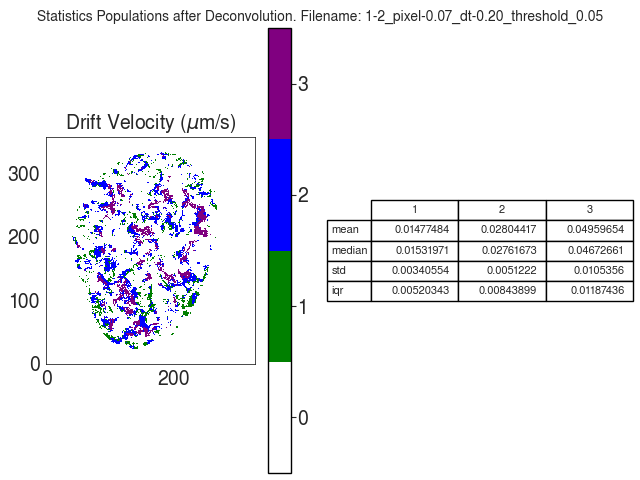 Statistics Populations after Deconvolution. Filename: 1-2_pixel-0.07_dt-0.20_threshold_0.05
Drift Velocity (μm/s)
300
200
100
0
0 200
3
2
1
0
1 2 3
mean 0.01477484 0.02804417 0.04959654
median 0.01531971 0.02761673 0.04672661
std 0.00340554 0.0051222 0.0105356
iqr 0.00520343 0.00843899 0.01187436